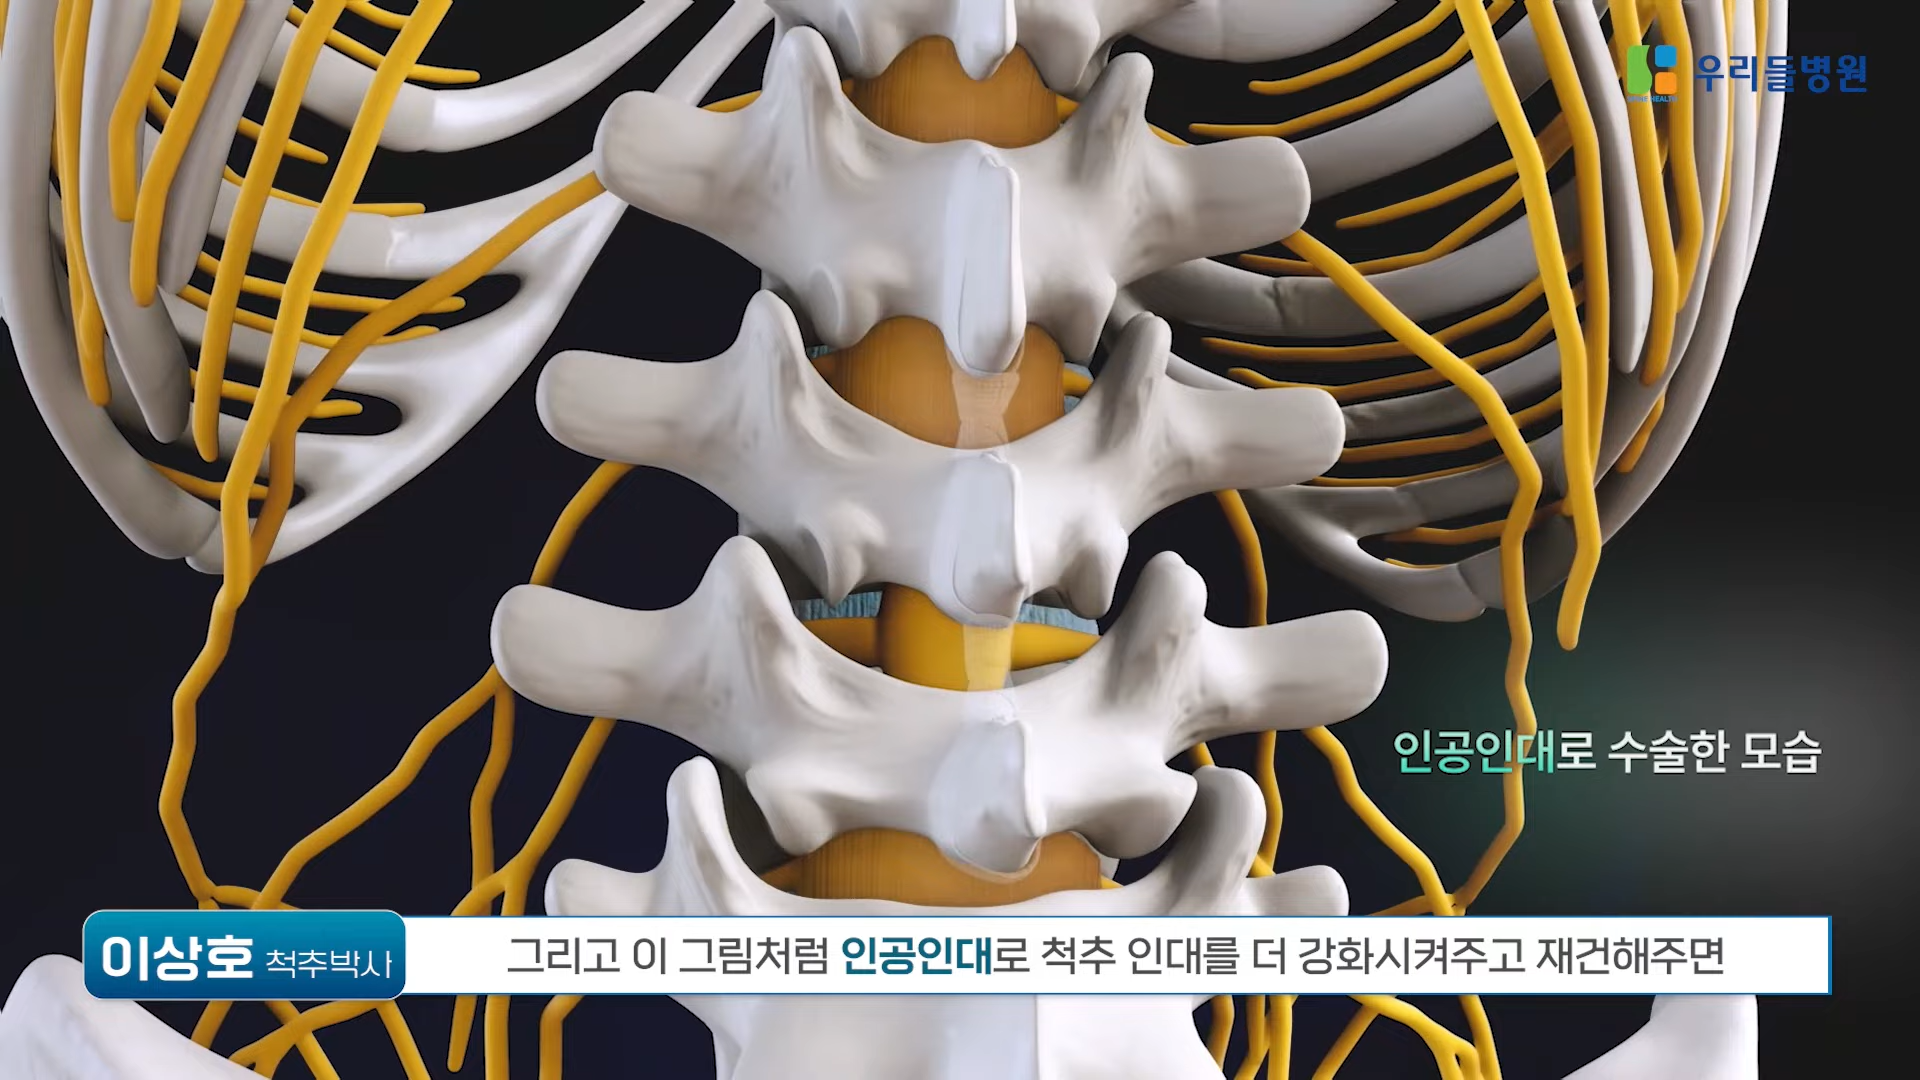 우리들병원
인공인대로 수술한 모습
이상호 척추박사
그리고 이 그림처럼 인공인대로 척추 인대를 더 강화시켜주고 재건해주면